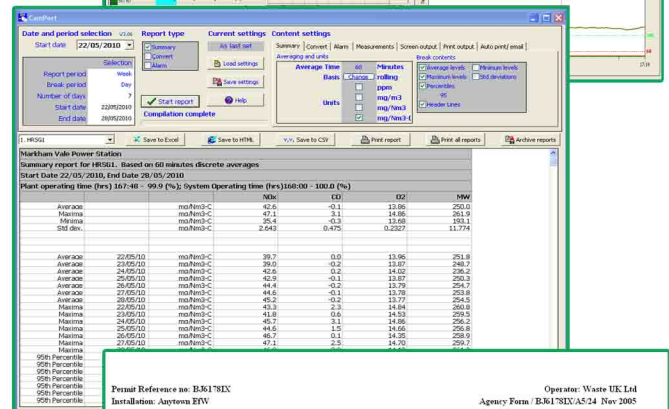 CemPort
Date and period selection V3.06 Report type Current settings Content settings
Start date 22/05/2010
Selection
Report period Week
Break period Day
Number of days 7
Start date 22/05/2010
End date 28/05/2010
Summary
Convert
Alarm
Start report
Compilation complete
As last set
Load settings
Save settings
Help
Summary Convert Alarm Measurements Screen output Print output Auto print/ email
Averaging and units
Average Time 60 Minutes
Basis Change rolling
Units
ppm
mg/m3
mg/Nm3
mg/Nm3-C
Break contents
Average levels Minimum levels
Maximum levels Std deviations
Percentiles
95
Header Lines
1. HRSG1 Save to Excel Save to HTML Save to CSV Print report Print all reports Archive reports
Markham Vale Power Station
Summary report for HRSG1. Based on 60 minutes discrete averages
Start Date 22/05/10, End Date 28/05/10
Plant operating time (hrs) 167:48 - 99.9 (%); System Operating time (hrs)168:00 - 100.0 (%)
NOx CO O2 MW
Average mg/Nm3-C 42.6 -0.1 13.86 250.0
Maxima mg/Nm3-C 47.1 3.1 14.86 261.9
Minima mg/Nm3-C 35.4 -0.3 13.68 193.1
Std dev. mg/Nm3-C 2.643 0.475 0.2327 11.774
Average 22/05/10 mg/Nm3-C 39.7 0.0 13.96 251.8
Average 23/05/10 mg/Nm3-C 39.0 -0.2 13.87 248.7
Average 24/05/10 mg/Nm3-C 42.6 0.2 14.02 236.2
Average 25/05/10 mg/Nm3-C 42.9 -0.1 13.87 250.3
Average 26/05/10 mg/Nm3-C 44.4 -0.2 13.79 254.7
Average 27/05/10 mg/Nm3-C 44.6 -0.1 13.78 253.8
Average 28/05/10 mg/Nm3-C 45.2 -0.2 13.77 254.5
Maxima 22/05/10 mg/Nm3-C 43.3 2.3 14.84 260.8
Maxima 23/05/10 mg/Nm3-C 41.8 0.6 14.53 259.5
Maxima 24/05/10 mg/Nm3-C 45.7 3.1 14.86 256.2
Maxima 25/05/10 mg/Nm3-C 44.6 1.5 14.66 256.8
Maxima 26/05/10 mg/Nm3-C 46.7 0.1 14.35 258.9
Maxima 27/05/10 mg/Nm3-C 47.1 2.5 14.70 259.7
Maxima
95th Percentile
95th Percentile
95th Percentile
95th Percentile
95th Percentile
95th Percentile
Permit Reference no: BJ6178IX Operator: Waste UK Ltd
Installation: Anytown EfW Agency Form / BJ6178IX/A5/24 Nov 2005